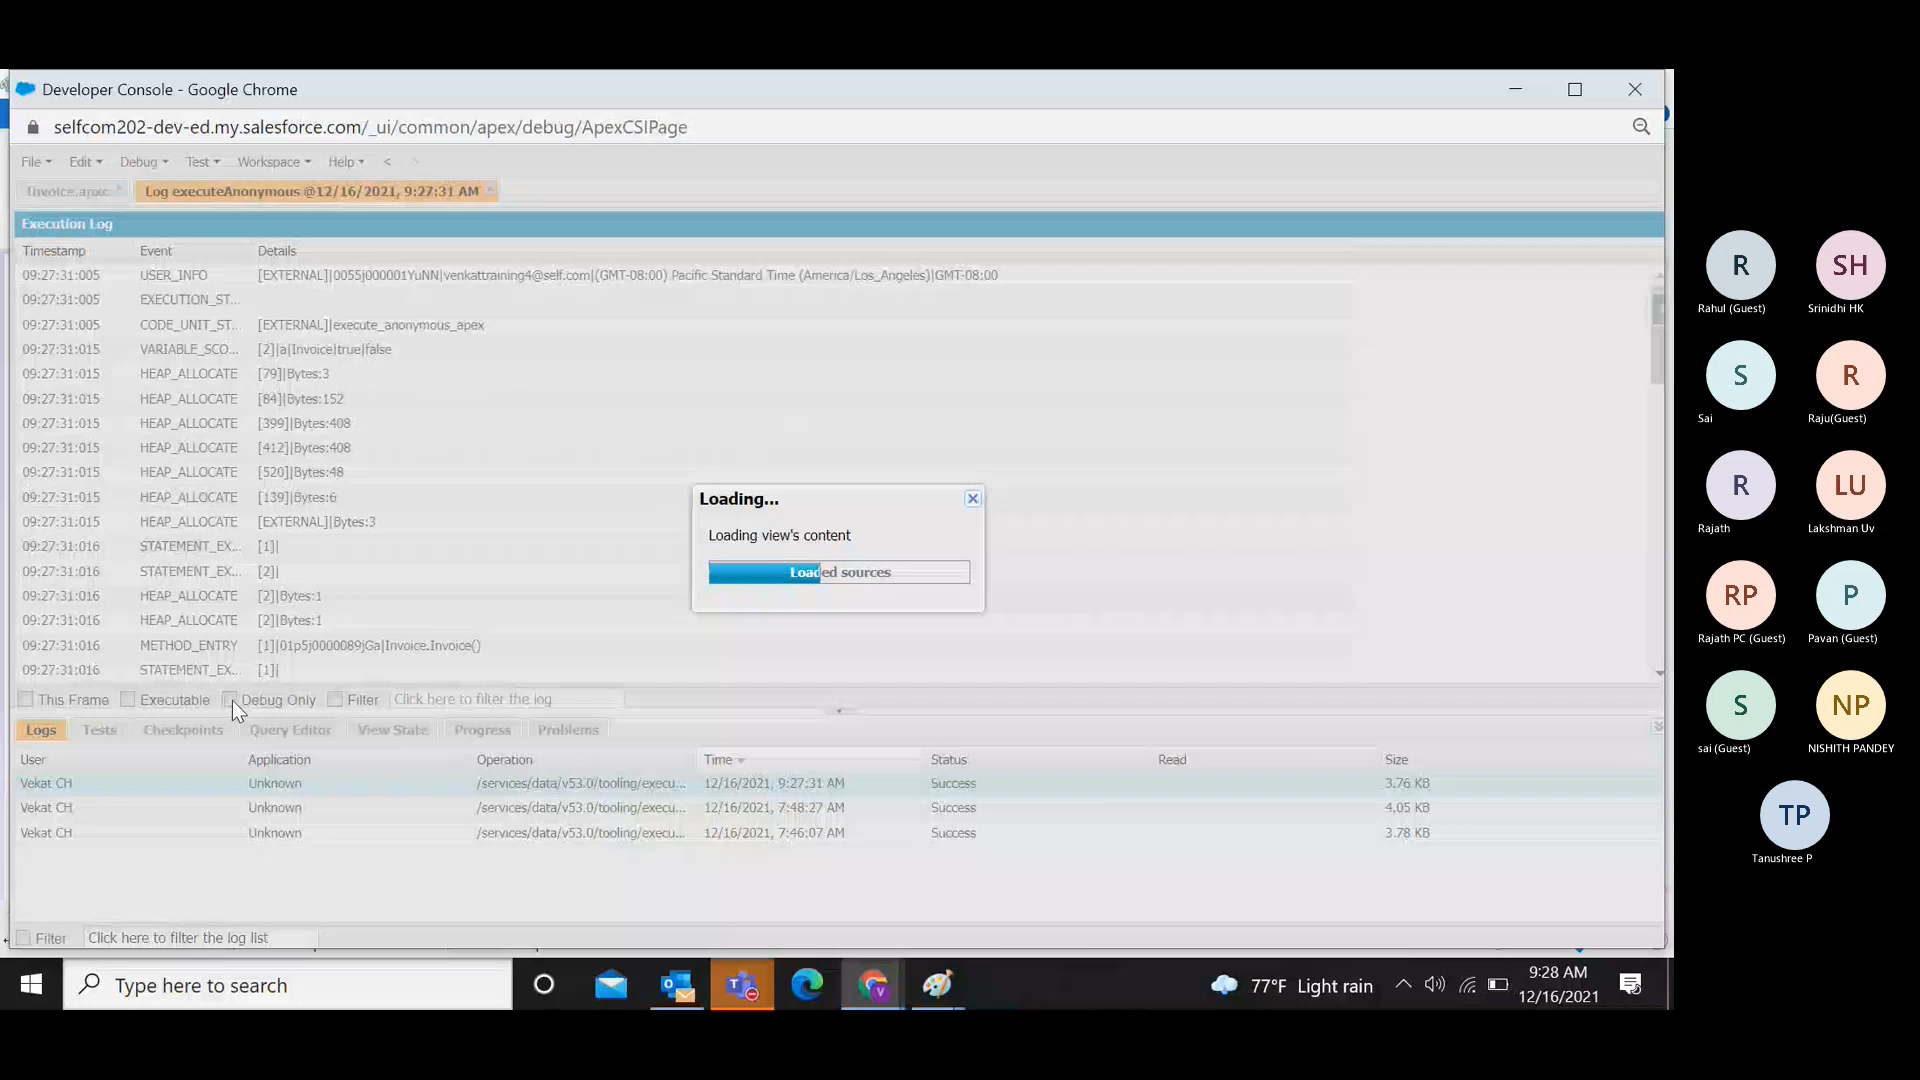 Developer Console - Google Chrome
selfcom202-dev-ed.my.salesforce.com/_ui/common/apex/debug/ApexCSIPage
File Edit Debug Test Workspace Help <
Invoice.apxc Log executeAnonymous @12/16/2021, 9:27:31 AM
Execution Log
Timestamp Event Details
09:27:31:005 USER_INFO [EXTERNAL]|0055j000001YuNN|venkattraining4@self.com|(GMT-08:00) Pacific Standard Time (America/Los_Angeles)|GMT-08:00
09:27:31:005 EXECUTION_ST...
09:27:31:005 CODE_UNIT_ST... [EXTERNAL]|execute_anonymous_apex
09:27:31:015 VARIABLE_SCO... [2]|a|Invoice|true|false
09:27:31:015 HEAP_ALLOCATE [79]|Bytes:3
09:27:31:015 HEAP_ALLOCATE [84]|Bytes:152
09:27:31:015 HEAP_ALLOCATE [399]|Bytes:408
09:27:31:015 HEAP_ALLOCATE [412]|Bytes:408
09:27:31:015 HEAP_ALLOCATE [520]|Bytes:48
09:27:31:015 HEAP_ALLOCATE [139]|Bytes:6
09:27:31:015 HEAP_ALLOCATE [EXTERNAL]|Bytes:3
09:27:31:016 STATEMENT_EX... [1]|
09:27:31:016 STATEMENT_EX... [2]|
09:27:31:016 HEAP_ALLOCATE [2]|Bytes:1
09:27:31:016 HEAP_ALLOCATE [2]|Bytes:1
09:27:31:016 METHOD_ENTRY [1]|01p5j0000089jGa|Invoice.Invoice()
09:27:31:016 STATEMENT_EX... [1]|
Loading...
Loading view's content
Loaded sources
This Frame Executable Debug Only Filter Click here to filter the log
Logs Tests Checkpoints Query Editor View State Progress Problems
User Application Operation Time Status Read Size
Vekat CH Unknown /services/data/v53.0/tooling/execu... 12/16/2021, 9:27:31 AM Success 3.76 KB
Vekat CH Unknown /services/data/v53.0/tooling/execu... 12/16/2021, 7:48:27 AM Success 4.05 KB
Vekat CH Unknown /services/data/v53.0/tooling/execu... 12/16/2021, 7:46:07 AM Success 3.78 KB
Filter Click here to filter the log list
Type here to search
77°F Light rain
9:28 AM
12/16/2021
R SH
Rahul (Guest) Srinidhi HK
S R
Sai Raju(Guest)
R LU
Rajath Lakshman Uv
RP P
Rajath PC (Guest) Pavan (Guest)
S NP
sai (Guest) NISHITH PANDEY
TP
Tanushree P